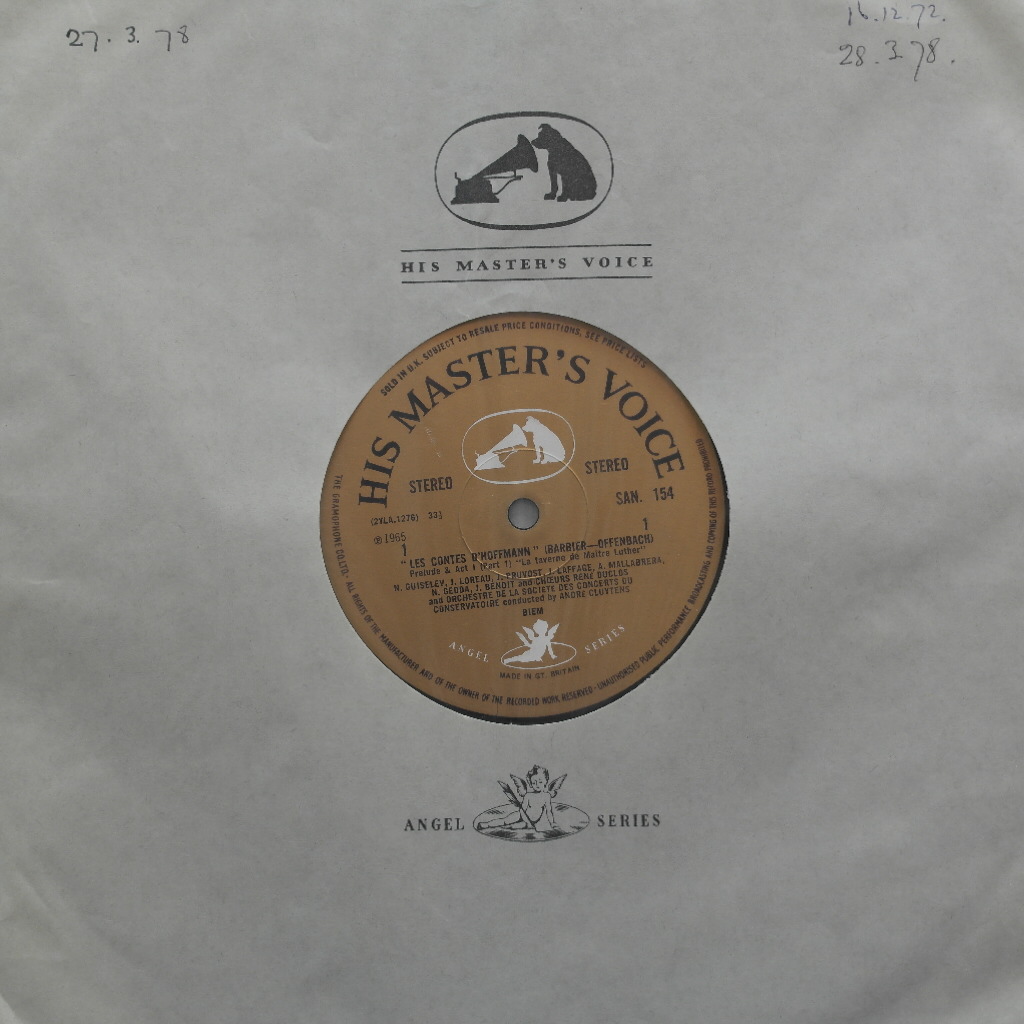 27.3.78
16.12.72.
28.3.78.
HIS MASTER'S VOICE
SOLD IN U.K. SUBJECT TO RESALE PRICE CONDITIONS, SEE PRICE LISTS
HIS MASTER'S VOICE
STEREO STEREO
SAN. 154
(2YLA.1276) 33⅓
℗1965
1 1
"LES CONTES D'HOFFMANN" (BARBIER—OFFENBACH)
Prelude & Act I (Part 1) "La taverne de Maître Luther"
N. GUISELEV, J. LOREAU, J. PRUVOST, J. LAFFAGE, A. MALLABRERA,
N. GEDDA, J. BENOIT and CHŒURS RENÉ DUCLOS
and ORCHESTRE DE LA SOCIETE DES CONCERTS DU
CONSERVATOIRE conducted by ANDRÉ CLUYTENS
BIEM
ANGEL SERIES
MADE IN GT. BRITAIN
THE GRAMOPHONE CO. LTD. · ALL RIGHTS OF THE MANUFACTURER AND OF THE OWNER OF THE RECORDED WORK RESERVED · UNAUTHORISED PUBLIC PERFORMANCE BROADCASTING AND COPYING OF THIS RECORD PROHIBITED
ANGEL SERIES